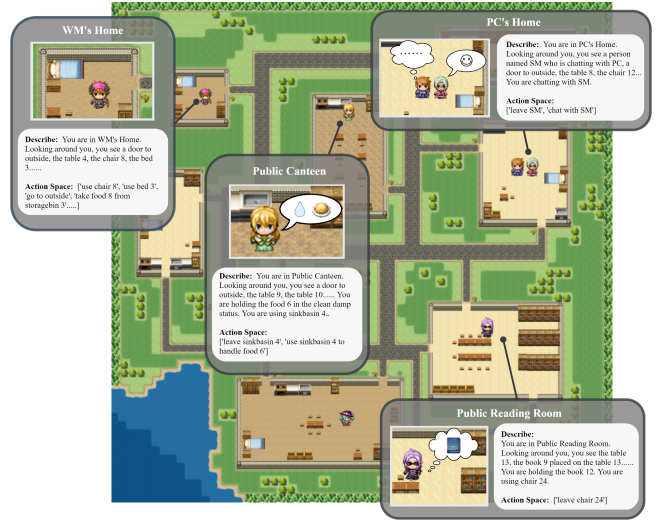 WM's Home
Describe: You are in WM's Home.
Looking around you, you see a door to
outside, the table 4, the chair 8, the bed
3......
Action Space: ['use chair 8', 'use bed 3',
'go to outside', 'take food 8 from
storagebin 3'.....]
PC's Home
Describe: You are in PC's Home.
Looking around you, you see a person
named SM who is chatting with PC, a
door to outside, the table 8, the chair 12...
You are chatting with SM.
Action Space:
['leave SM', 'chat with SM']
Public Canteen
Describe: You are in Public Canteen.
Looking around you, you see a door to
outside, the table 9, the table 10...... You
are holding the food 6 in the clean damp
status. You are using sinkbasin 4..
Action Space:
['leave sinkbasin 4', 'use sinkbasin 4 to
handle food 6']
Public Reading Room
Describe:
You are in Public Reading Room.
Looking around you, you see the table
13, the book 9 placed on the table 13......
You are holding the book 12. You are
using chair 24.
Action Space: ['leave chair 24']